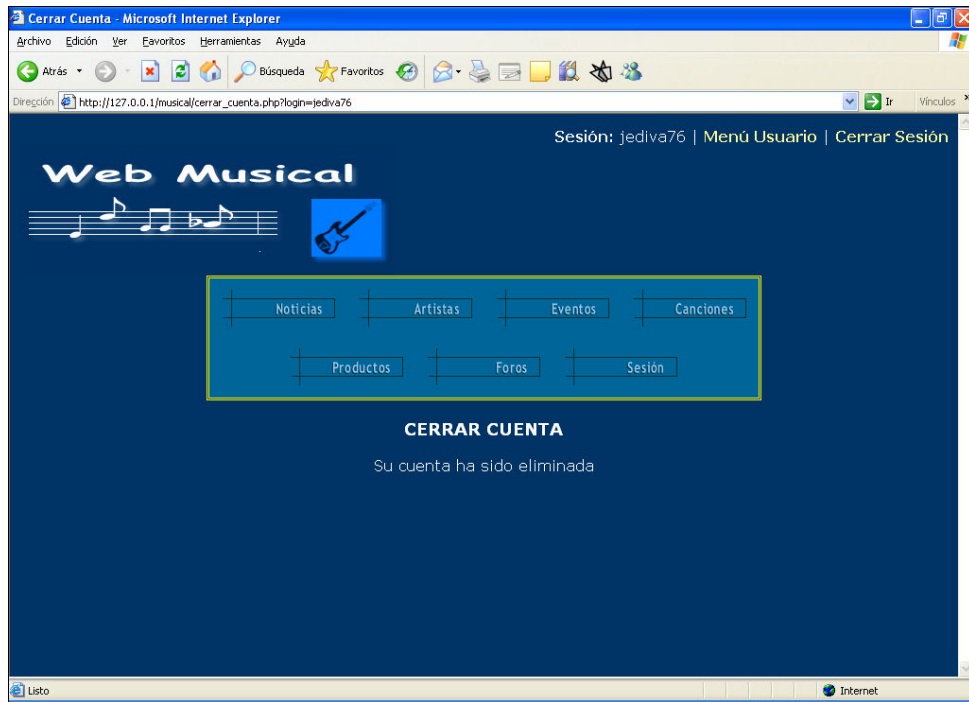 Cerrar Cuenta - Microsoft Internet Explorer
Archivo Edición Ver Favoritos Herramientas Ayuda
Atrás Búsqueda Favoritos
Dirección http://127.0.0.1/musical/cerrar_cuenta.php?login=jediva76 Ir Vínculos »
Sesión: jediva76 | Menú Usuario | Cerrar Sesión
Web Musical
Noticias Artistas Eventos Canciones
Productos Foros Sesión
CERRAR CUENTA
Su cuenta ha sido eliminada
Listo Internet